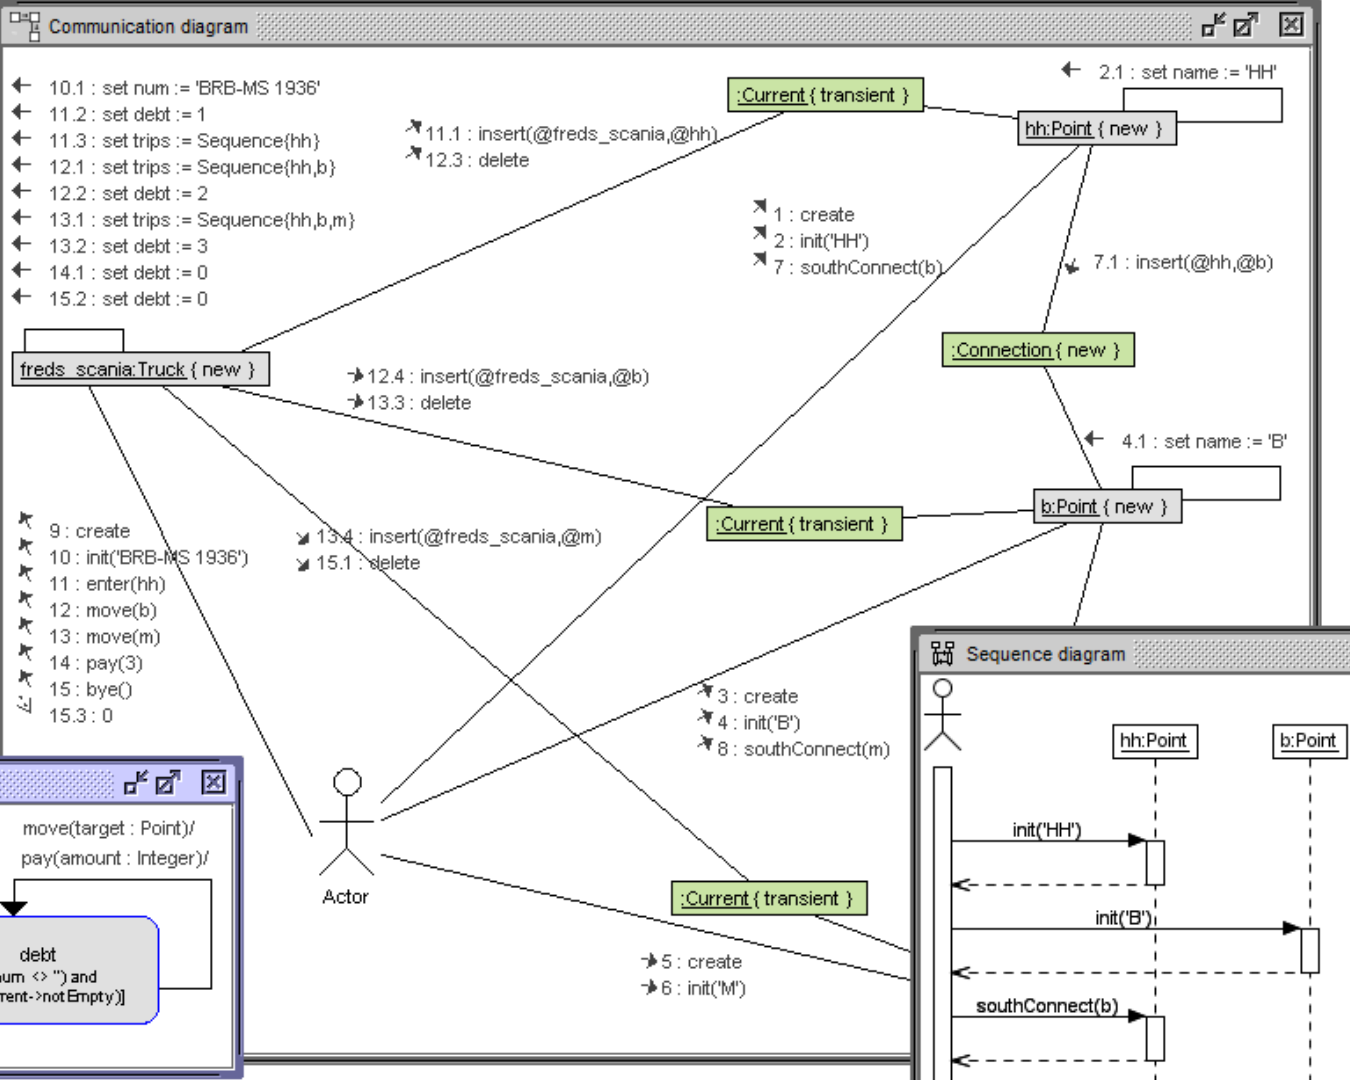 Communication diagram
10.1 : set num := 'BRB-MS 1936'
11.2 : set debt := 1
11.3 : set trips := Sequence{hh}
12.1 : set trips := Sequence{hh,b}
12.2 : set debt := 2
13.1 : set trips := Sequence{hh,b,m}
13.2 : set debt := 3
14.1 : set debt := 0
15.2 : set debt := 0
:Current { transient }
11.1 : insert(@freds_scania,@hh)
12.3 : delete
2.1 : set name := 'HH'
hh:Point { new }
1 : create
2 : init('HH')
7 : southConnect(b)
7.1 : insert(@hh,@b)
:Connection { new }
freds_scania:Truck { new }
12.4 : insert(@freds_scania,@b)
13.3 : delete
4.1 : set name := 'B'
b:Point { new }
:Current { transient }
9 : create
10 : init('BRB-MS 1936')
11 : enter(hh)
12 : move(b)
13 : move(m)
14 : pay(3)
15 : bye()
15.3 : 0
13.4 : insert(@freds_scania,@m)
15.1 : delete
3 : create
4 : init('B')
8 : southConnect(m)
Actor
:Current { transient }
5 : create
6 : init('M')
move(target : Point)/
pay(amount : Integer)/
debt
num <> '') and
rent->notEmpty)]
Sequence diagram
hh:Point
b:Point
init('HH')
init('B')
southConnect(b)